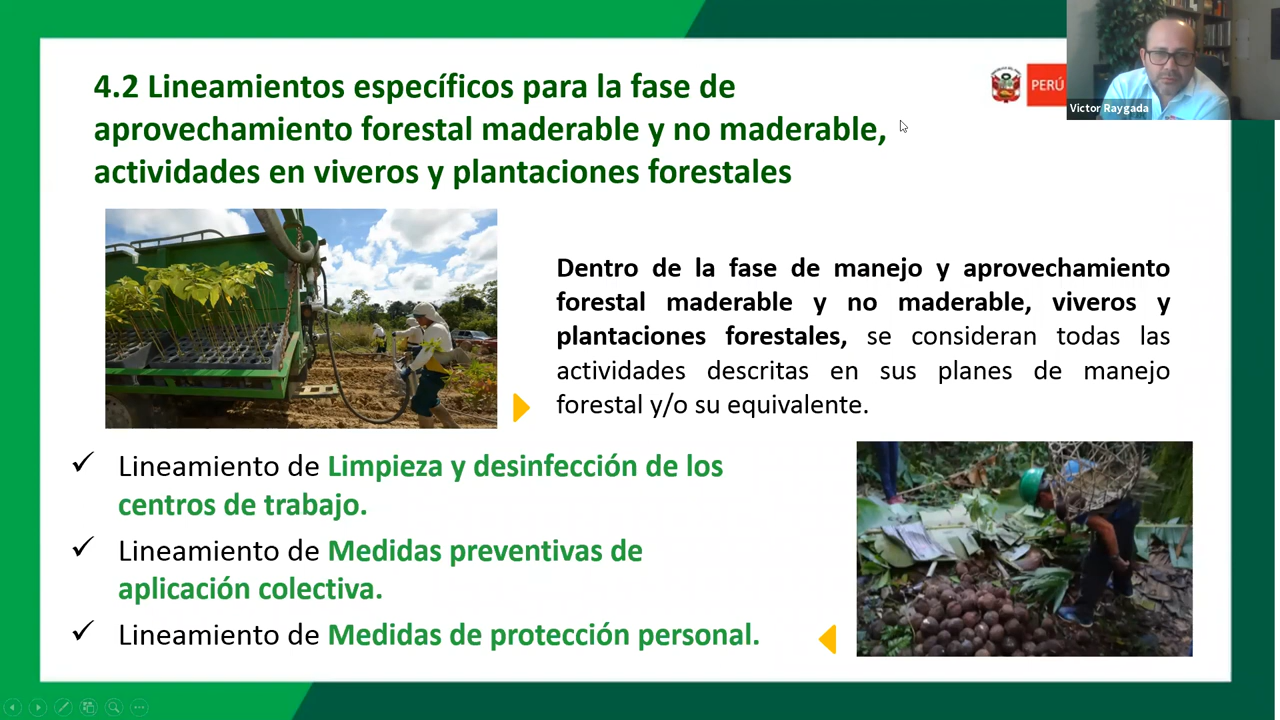 4.2 Lineamientos específicos para la fase de
aprovechamiento forestal maderable y no maderable,
actividades en viveros y plantaciones forestales
PERÚ
Victor Raygada
Dentro de la fase de manejo y aprovechamiento
forestal maderable y no maderable, viveros y
plantaciones forestales, se consideran todas las
actividades descritas en sus planes de manejo
forestal y/o su equivalente.
Lineamiento de Limpieza y desinfección de los
centros de trabajo.
Lineamiento de Medidas preventivas de
aplicación colectiva.
Lineamiento de Medidas de protección personal.